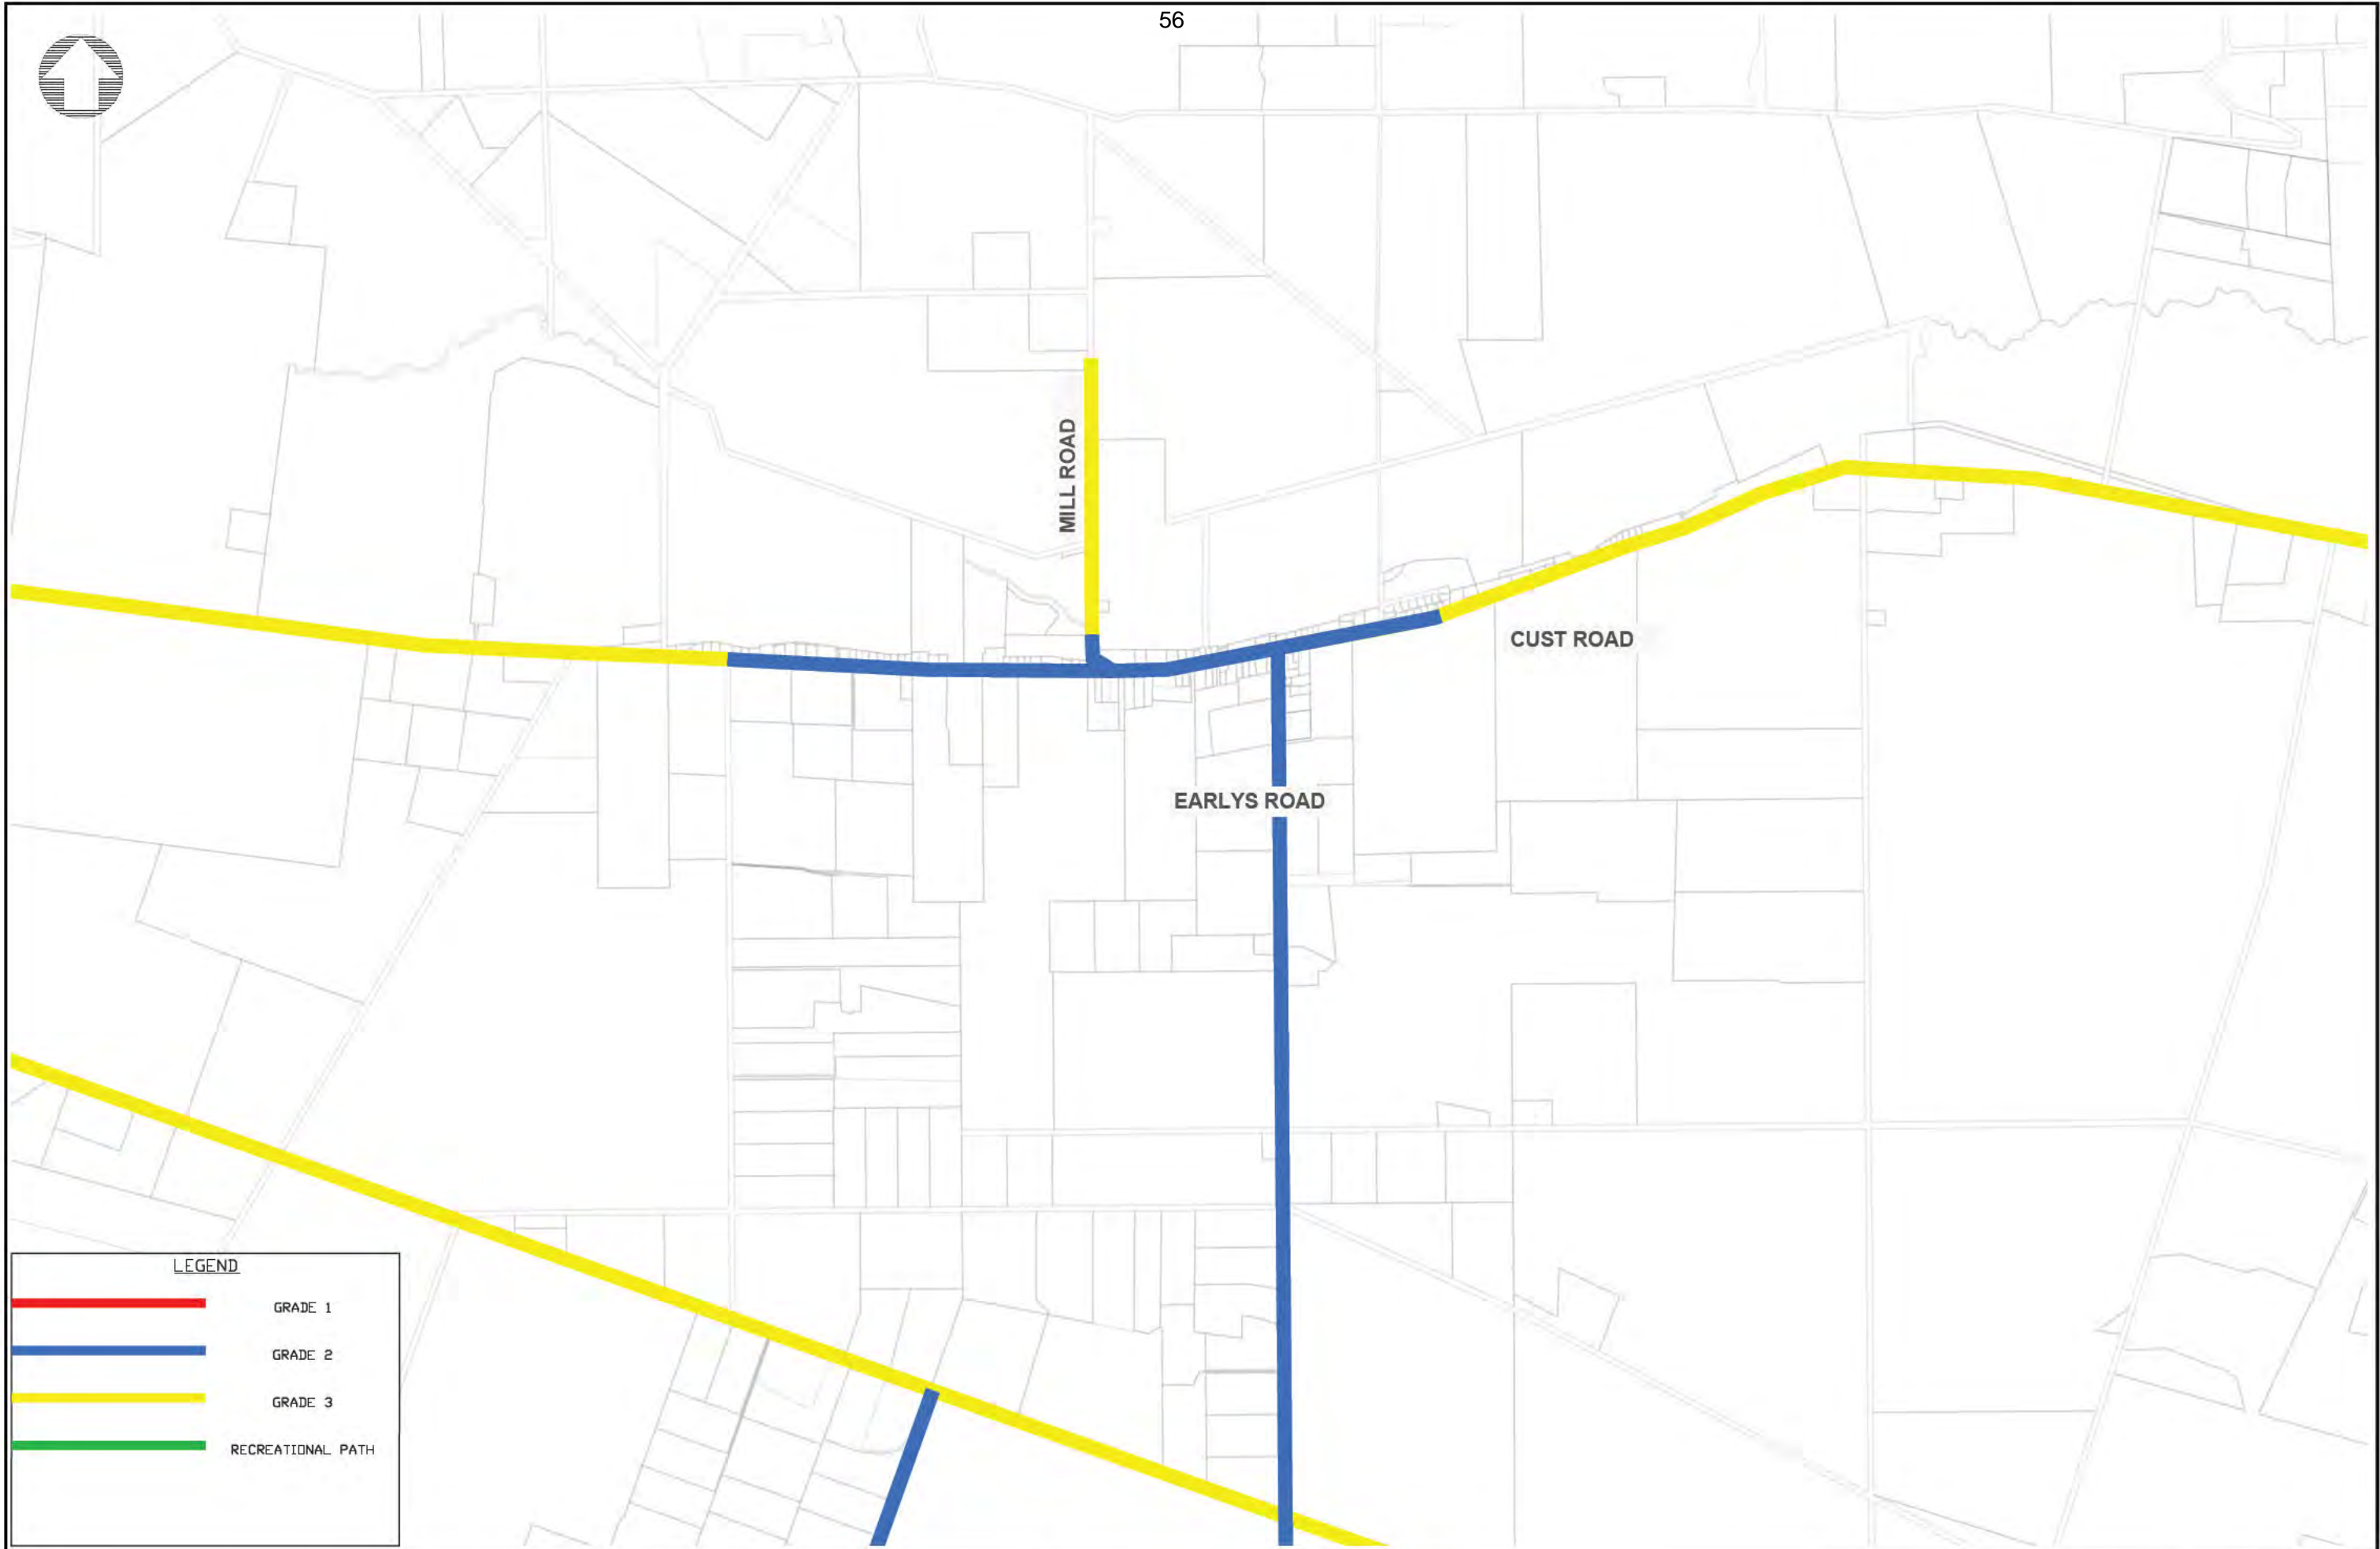 56
MILL ROAD
CUST ROAD
EARLYS ROAD
LEGEND
GRADE 1
GRADE 2
GRADE 3
RECREATIONAL PATH